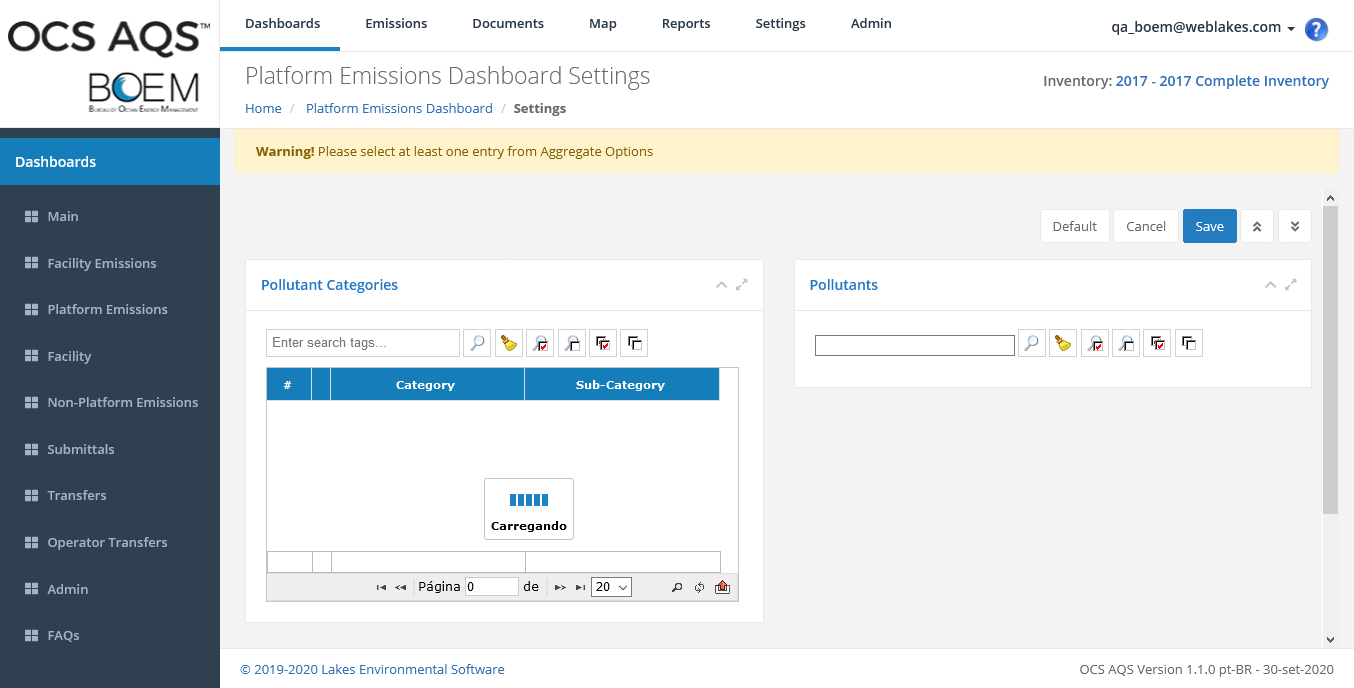 OCS AQS™
BOEM
Bureau of Ocean Energy Management
Dashboards Emissions Documents Map Reports Settings Admin
qa_boem@weblakes.com
?
Platform Emissions Dashboard Settings
Inventory: 2017 - 2017 Complete Inventory
Home / Platform Emissions Dashboard / Settings
Warning! Please select at least one entry from Aggregate Options
Dashboards
Main
Facility Emissions
Platform Emissions
Facility
Non-Platform Emissions
Submittals
Transfers
Operator Transfers
Admin
FAQs
Default Cancel Save
Pollutant Categories
Enter search tags...
# Category Sub-Category
Carregando
Página 0 de 20
Pollutants
© 2019-2020 Lakes Environmental Software
OCS AQS Version 1.1.0 pt-BR - 30-set-2020